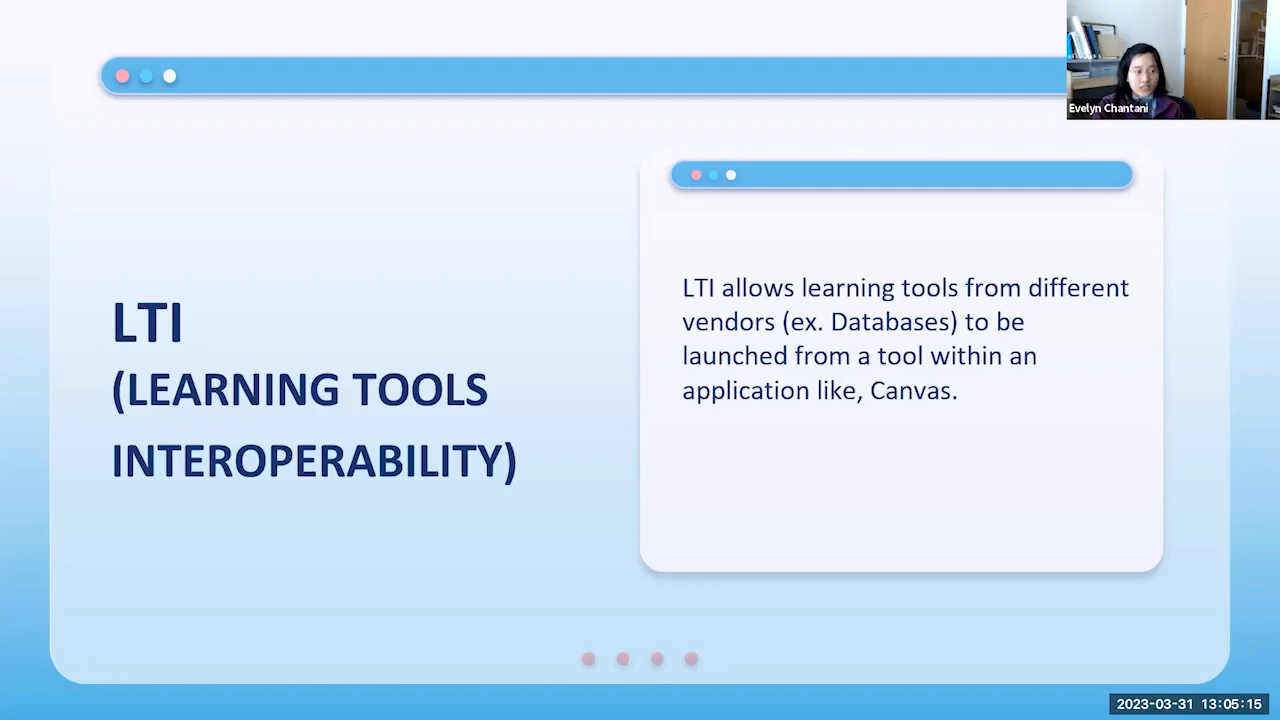 Evelyn Chantani
LTI
(LEARNING TOOLS
INTEROPERABILITY)
LTI allows learning tools from different
vendors (ex. Databases) to be
launched from a tool within an
application like, Canvas.
2023-03-31 13:05:15